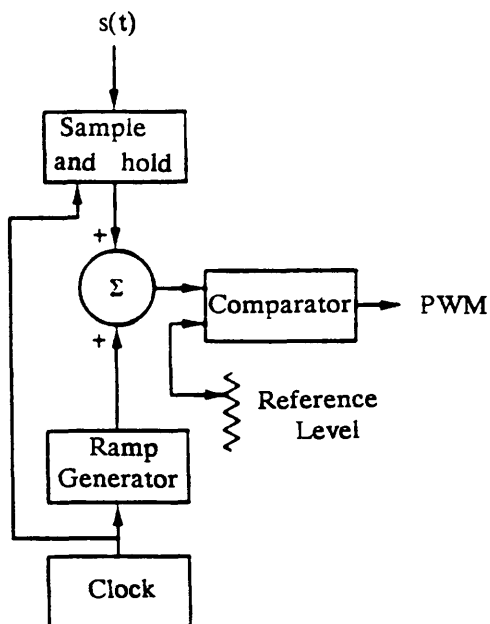 s(t)
Sample
and hold
+
Σ
+
Comparator
PWM
Reference
Level
Ramp
Generator
Clock